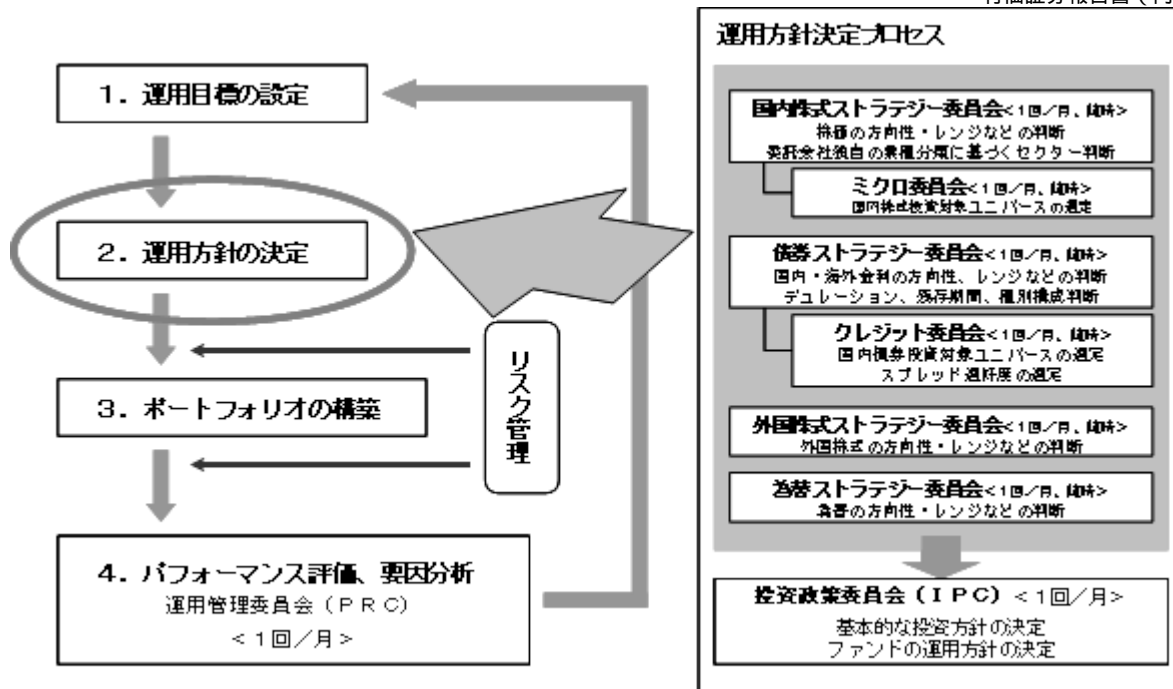 1．運用目標の設定
2．運用方針の決定
3．ポートフォリオの構築
4．パフォーマンス評価、要因分析
運用管理委員会（PRC）
＜1回／月＞
リスク管理
運用方針決定プロセス
国内株式ストラテジー委員会＜1回／月、臨時＞
株価の方向性・レンジなどの判断
委託会社独自の業種分類に基づくセクター判断
ミクロ委員会＜1回／月、臨時＞
国内株式投資対象ユニバースの選定
債券ストラテジー委員会＜1回／月、臨時＞
国内・海外金利の方向性、レンジなどの判断
デュレーション、残存期間、種別構成判断
クレジット委員会＜1回／月、臨時＞
国内債券投資対象ユニバースの選定
スプレッド選好度の選定
外国株式ストラテジー委員会＜1回／月、臨時＞
外国株式の方向性・レンジなどの判断
為替ストラテジー委員会＜1回／月、臨時＞
為替の方向性・レンジなどの判断
投資政策委員会（IPC）＜1回／月＞
基本的な投資方針の決定
ファンドの運用方針の決定